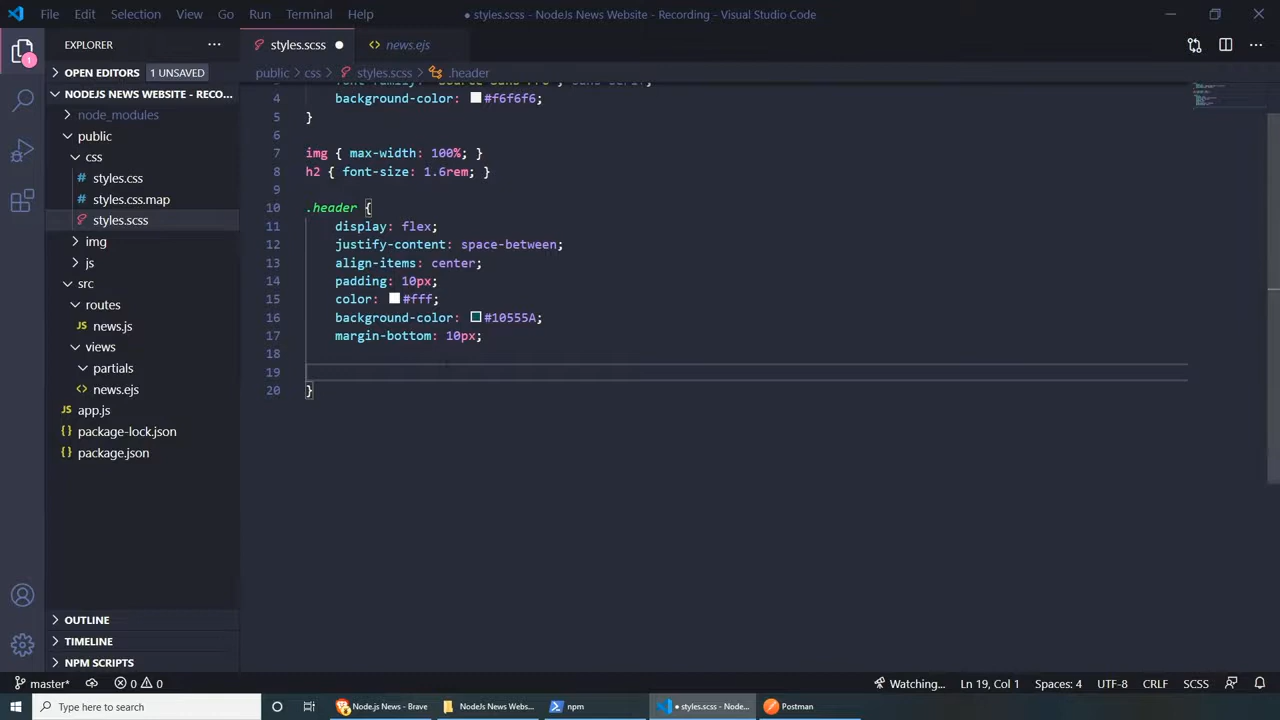 File Edit Selection View Go Run Terminal Help
● styles.scss - NodeJs News Website - Recording - Visual Studio Code
EXPLORER
styles.scss
news.ejs
OPEN EDITORS 1 UNSAVED
public > css > styles.scss > .header
NODEJS NEWS WEBSITE - RECO...
node_modules
public
css
styles.css
styles.css.map
styles.scss
img
js
src
routes
news.js
views
partials
news.ejs
app.js
package-lock.json
package.json
OUTLINE
TIMELINE
NPM SCRIPTS
4 background-color: #f6f6f6;
5 }
6
7 img { max-width: 100%; }
8 h2 { font-size: 1.6rem; }
9
10 .header {
11 display: flex;
12 justify-content: space-between;
13 align-items: center;
14 padding: 10px;
15 color: #fff;
16 background-color: #10555A;
17 margin-bottom: 10px;
18
19
20 }
master* 0 0 Watching... Ln 19, Col 1 Spaces: 4 UTF-8 CRLF SCSS
Type here to search Node.js News - Brave NodeJs News Webs... npm ● styles.scss - Node... Postman